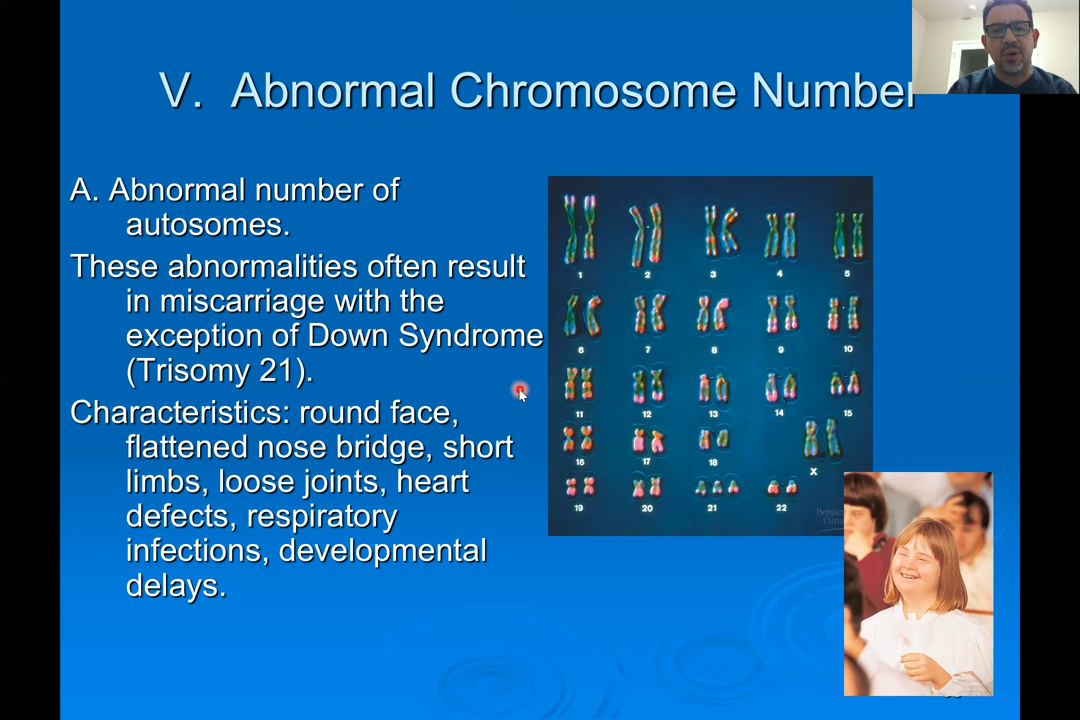 V. Abnormal Chromosome Number
A. Abnormal number of
autosomes.
These abnormalities often result
in miscarriage with the
exception of Down Syndrome
(Trisomy 21).
Characteristics: round face,
flattened nose bridge, short
limbs, loose joints, heart
defects, respiratory
infections, developmental
delays.
1 2 3 4 5
6 7 8 9 10
11 12 13 14 15
16 17 18 X
19 20 21 22